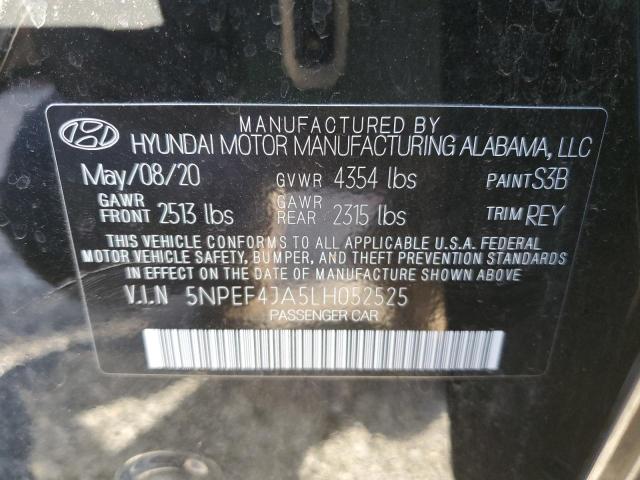 MANUFACTURED BY
HYUNDAI MOTOR MANUFACTURING ALABAMA, LLC
May/08/20 GVWR 4354 lbs PAINT S3B
GAWR FRONT 2513 lbs GAWR REAR 2315 lbs TRIM REY
THIS VEHICLE CONFORMS TO ALL APPLICABLE U.S.A. FEDERAL
MOTOR VEHICLE SAFETY, BUMPER, AND THEFT PREVENTION STANDARDS
IN EFFECT ON THE DATE OF MANUFACTURE SHOWN ABOVE.
V.I.N 5NPEF4JA5LH052525
PASSENGER CAR